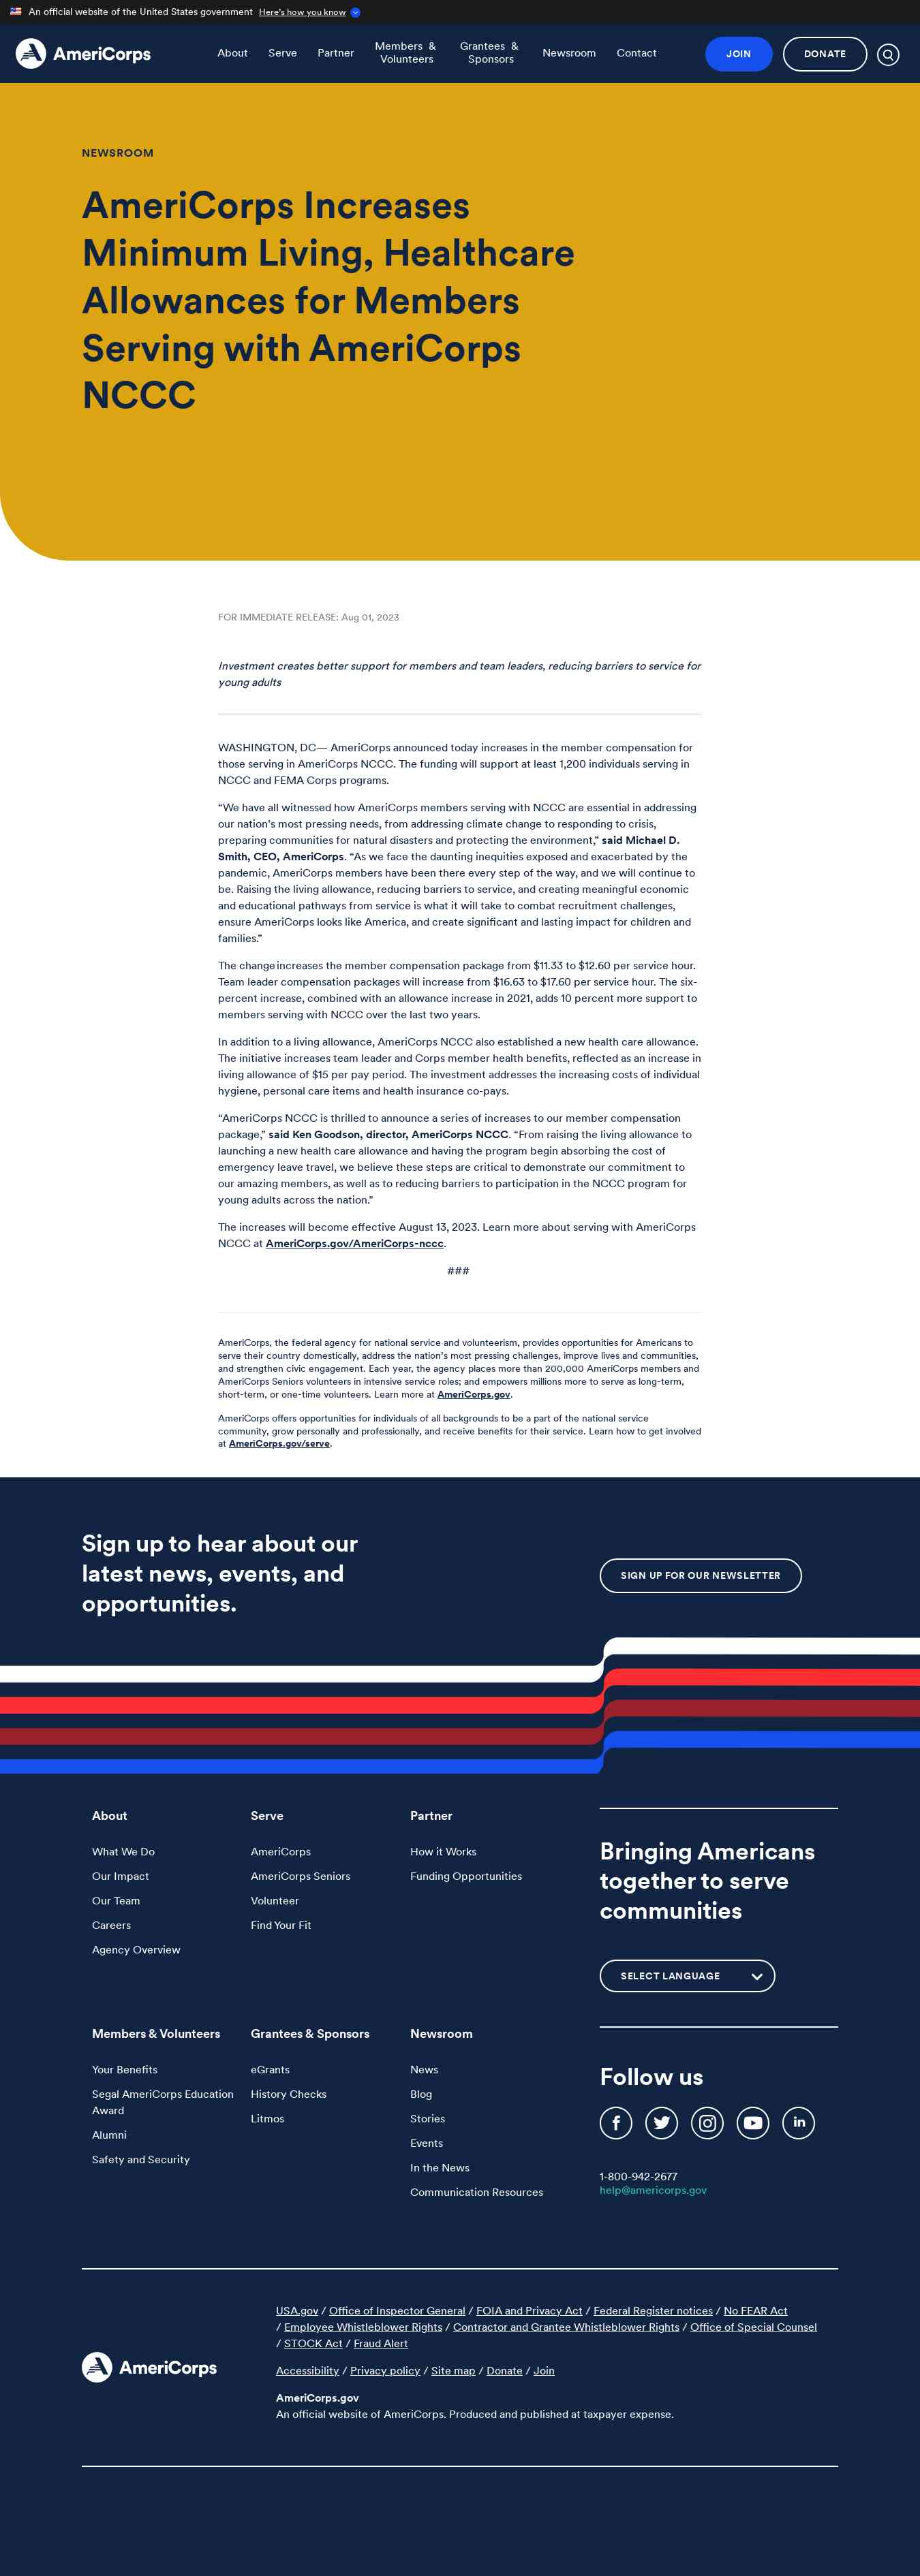 An official website of the United States government Here's how you know
AmeriCorps
About
Serve
Partner
Members &
Volunteers
Grantees &
Sponsors
Newsroom
Contact
JOIN
DONATE
NEWSROOM
AmeriCorps Increases
Minimum Living, Healthcare
Allowances for Members
Serving with AmeriCorps
NCCC
FOR IMMEDIATE RELEASE: Aug 01, 2023
Investment creates better support for members and team leaders, reducing barriers to service for
young adults
WASHINGTON, DC— AmeriCorps announced today increases in the member compensation for
those serving in AmeriCorps NCCC. The funding will support at least 1,200 individuals serving in
NCCC and FEMA Corps programs.
“We have all witnessed how AmeriCorps members serving with NCCC are essential in addressing
our nation’s most pressing needs, from addressing climate change to responding to crisis,
preparing communities for natural disasters and protecting the environment,” said Michael D.
Smith, CEO, AmeriCorps. “As we face the daunting inequities exposed and exacerbated by the
pandemic, AmeriCorps members have been there every step of the way, and we will continue to
be. Raising the living allowance, reducing barriers to service, and creating meaningful economic
and educational pathways from service is what it will take to combat recruitment challenges,
ensure AmeriCorps looks like America, and create significant and lasting impact for children and
families.”
The change increases the member compensation package from $11.33 to $12.60 per service hour.
Team leader compensation packages will increase from $16.63 to $17.60 per service hour. The six-
percent increase, combined with an allowance increase in 2021, adds 10 percent more support to
members serving with NCCC over the last two years.
In addition to a living allowance, AmeriCorps NCCC also established a new health care allowance.
The initiative increases team leader and Corps member health benefits, reflected as an increase in
living allowance of $15 per pay period. The investment addresses the increasing costs of individual
hygiene, personal care items and health insurance co-pays.
“AmeriCorps NCCC is thrilled to announce a series of increases to our member compensation
package,” said Ken Goodson, director, AmeriCorps NCCC. “From raising the living allowance to
launching a new health care allowance and having the program begin absorbing the cost of
emergency leave travel, we believe these steps are critical to demonstrate our commitment to
our amazing members, as well as to reducing barriers to participation in the NCCC program for
young adults across the nation.”
The increases will become effective August 13, 2023. Learn more about serving with AmeriCorps
NCCC at AmeriCorps.gov/AmeriCorps-nccc.
###
AmeriCorps, the federal agency for national service and volunteerism, provides opportunities for Americans to
serve their country domestically, address the nation’s most pressing challenges, improve lives and communities,
and strengthen civic engagement. Each year, the agency places more than 200,000 AmeriCorps members and
AmeriCorps Seniors volunteers in intensive service roles; and empowers millions more to serve as long-term,
short-term, or one-time volunteers. Learn more at AmeriCorps.gov.
AmeriCorps offers opportunities for individuals of all backgrounds to be a part of the national service
community, grow personally and professionally, and receive benefits for their service. Learn how to get involved
at AmeriCorps.gov/serve.
Sign up to hear about our
latest news, events, and
opportunities.
SIGN UP FOR OUR NEWSLETTER
About
What We Do
Our Impact
Our Team
Careers
Agency Overview
Serve
AmeriCorps
AmeriCorps Seniors
Volunteer
Find Your Fit
Partner
How it Works
Funding Opportunities
Bringing Americans
together to serve
communities
SELECT LANGUAGE
Members & Volunteers
Your Benefits
Segal AmeriCorps Education
Award
Alumni
Safety and Security
Grantees & Sponsors
eGrants
History Checks
Litmos
Newsroom
News
Blog
Stories
Events
In the News
Communication Resources
Follow us
1-800-942-2677
help@americorps.gov
AmeriCorps
USA.gov / Office of Inspector General / FOIA and Privacy Act / Federal Register notices / No FEAR Act
/ Employee Whistleblower Rights / Contractor and Grantee Whistleblower Rights / Office of Special Counsel
/ STOCK Act / Fraud Alert
Accessibility / Privacy policy / Site map / Donate / Join
AmeriCorps.gov
An official website of AmeriCorps. Produced and published at taxpayer expense.